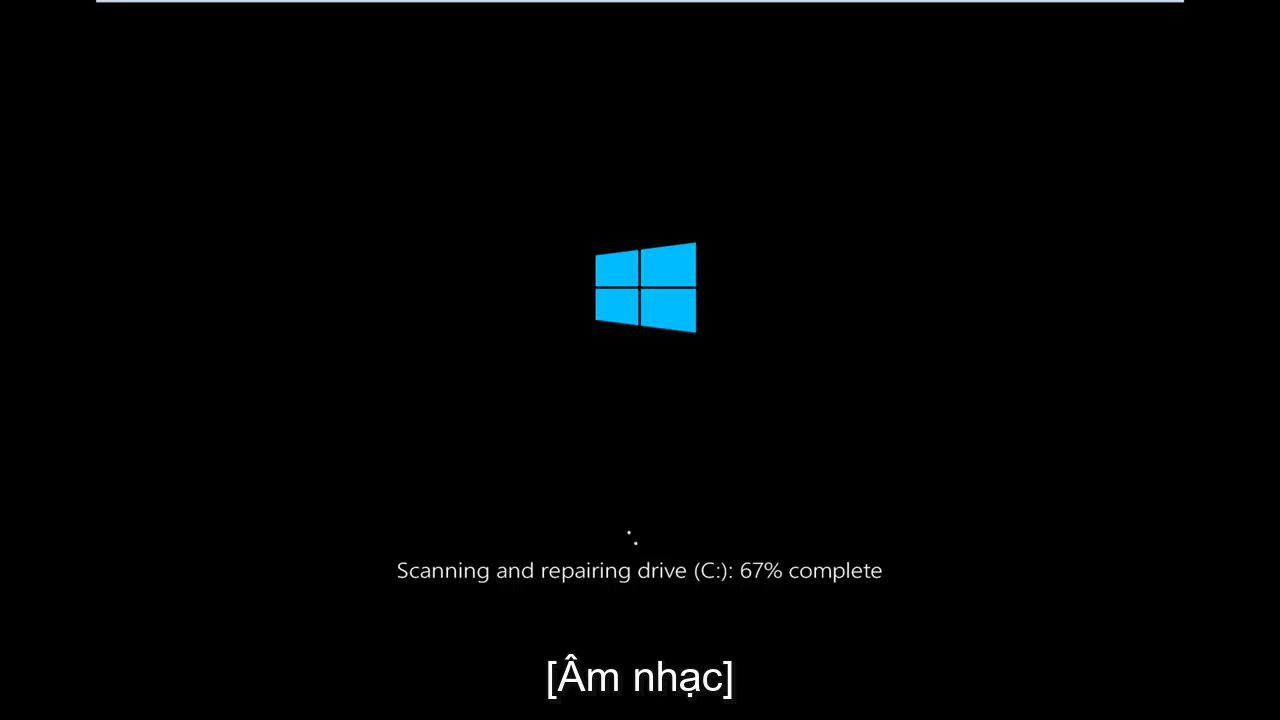 Scanning and repairing drive (C:): 67% complete
[Âm nhạc]